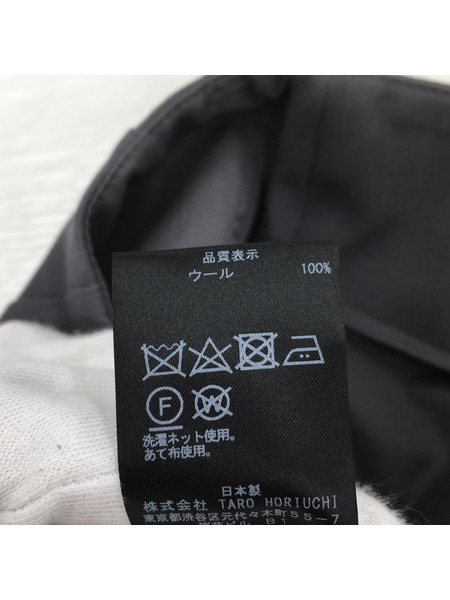 品質表示
ウール 100%
F W
洗濯ネット使用。
あて布使用。
日本製
株式会社 TARO HORIUCHI
東京都渋谷区元代々木町55-7
B1